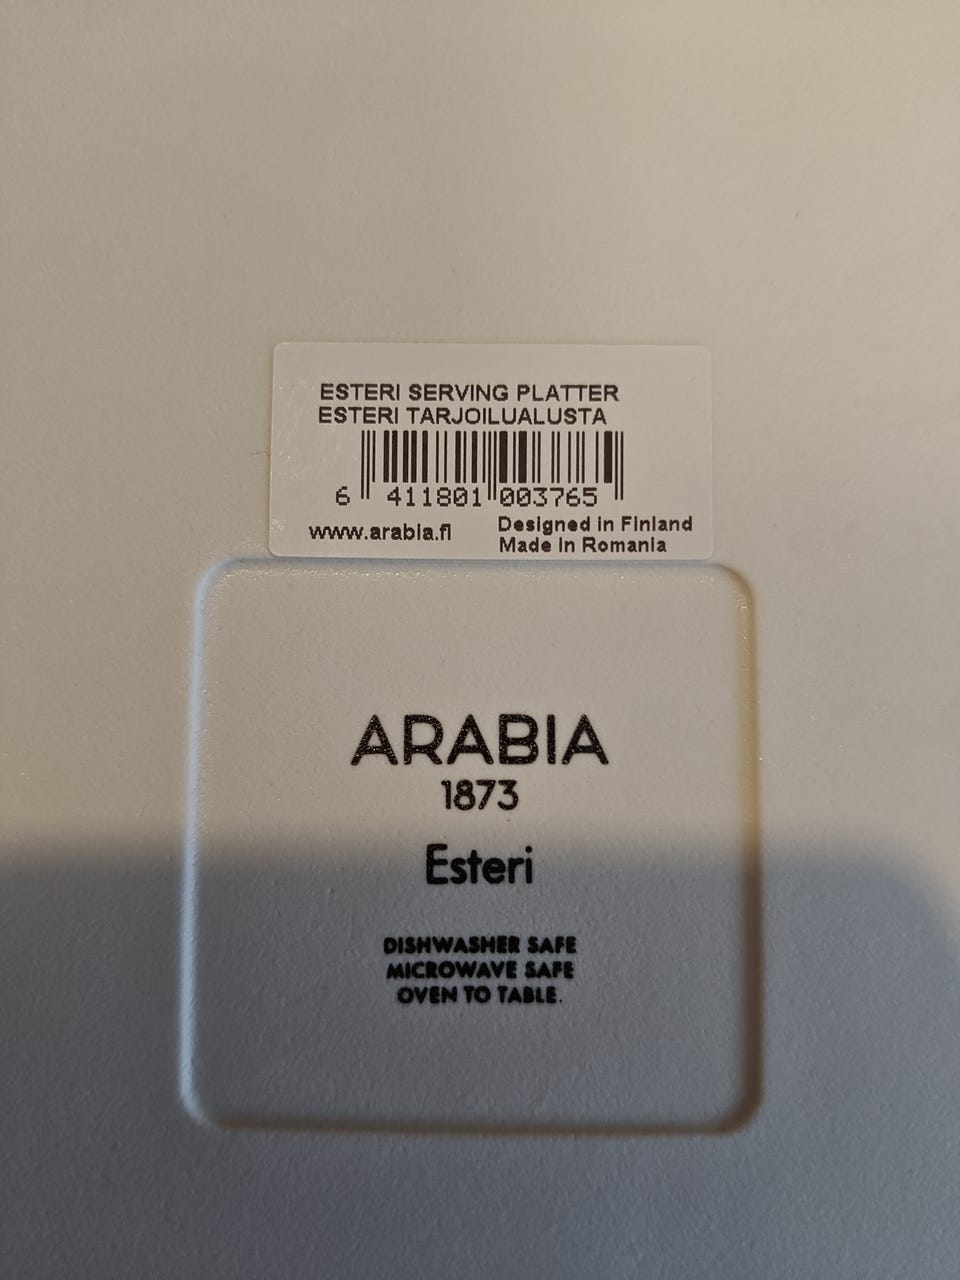 ESTERI SERVING PLATTER
ESTERI TARJOILUALUSTA
6 411801 003765
www.arabia.fi
Designed in Finland
Made in Romania
ARABIA
1873
Esteri
DISHWASHER SAFE
MICROWAVE SAFE
OVEN TO TABLE.